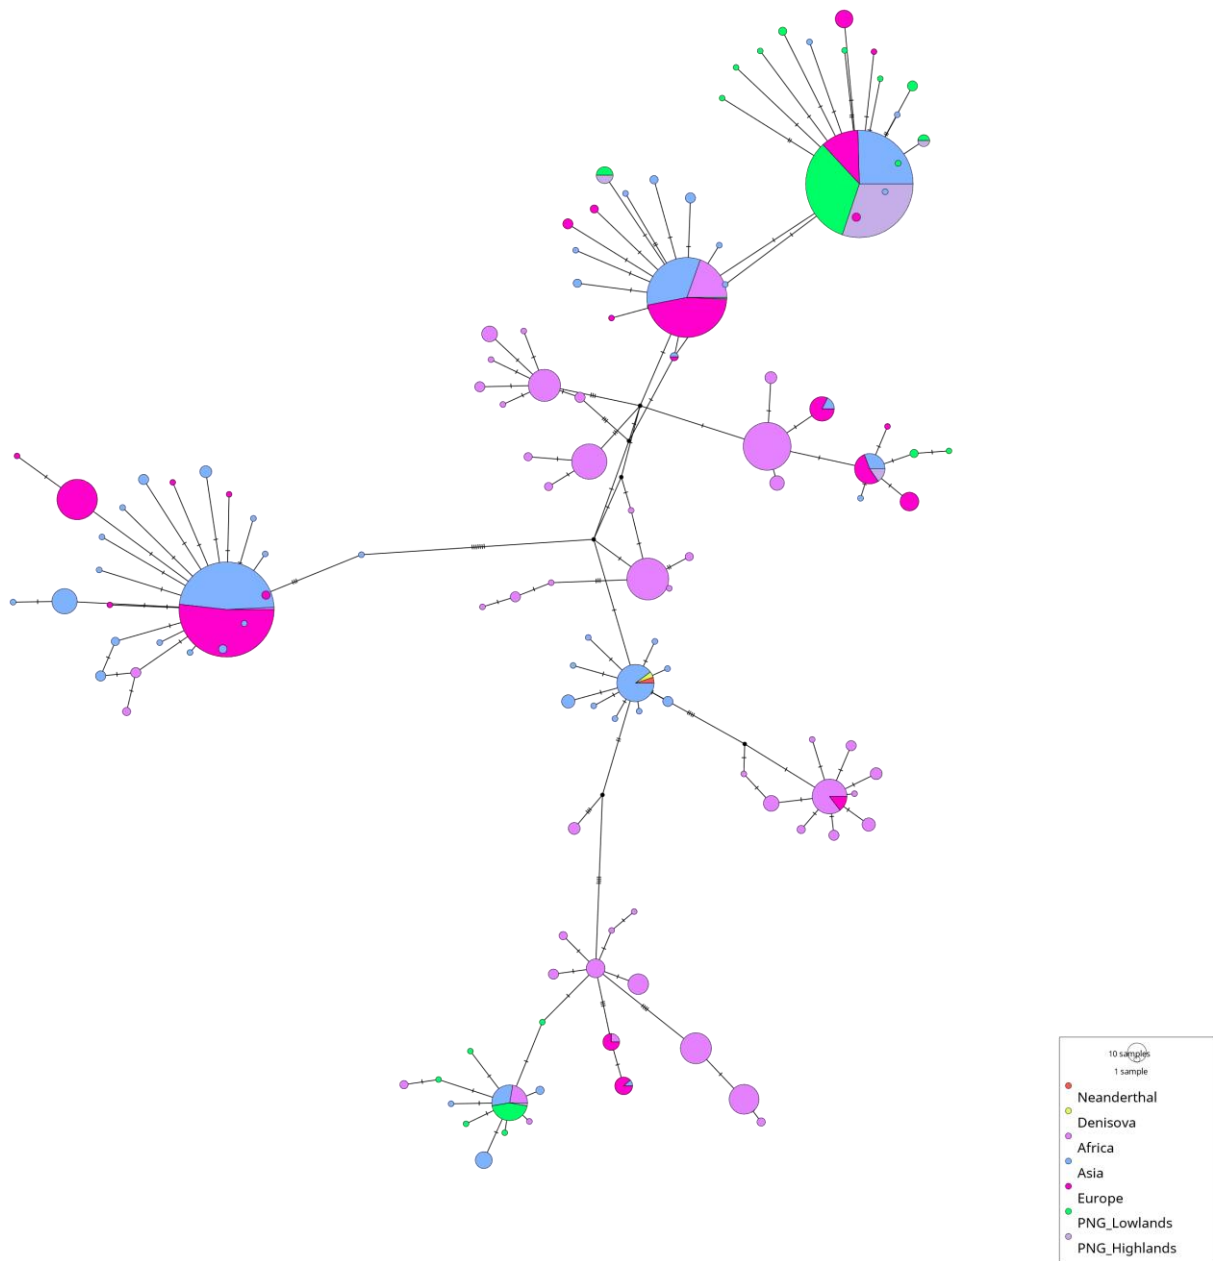 10 samples
1 sample
Neanderthal
Denisova
Africa
Asia
Europe
PNG_Lowlands
PNG_Highlands